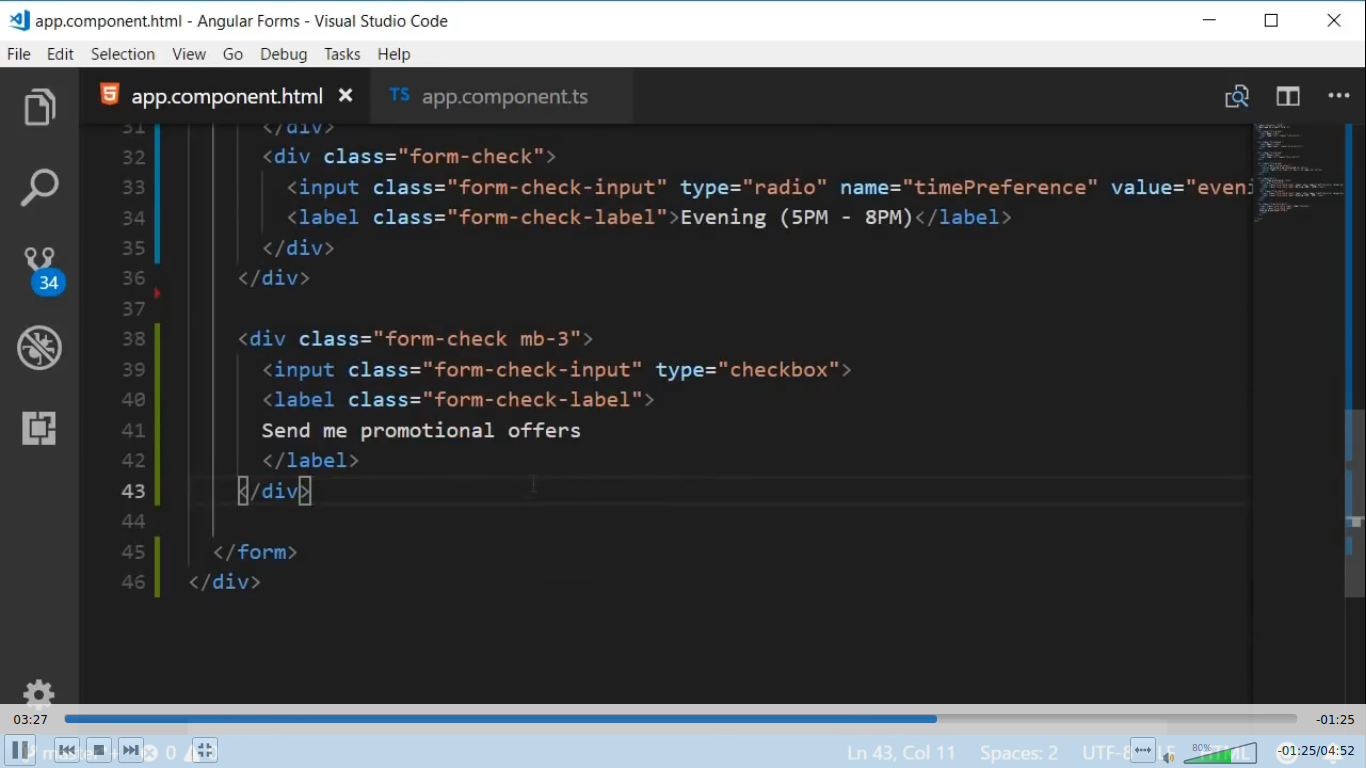 app.component.html - Angular Forms - Visual Studio Code
File Edit Selection View Go Debug Tasks Help
app.component.html TS app.component.ts
31 </div>
32 <div class="form-check">
33 <input class="form-check-input" type="radio" name="timePreference" value="eveni
34 <label class="form-check-label">Evening (5PM - 8PM)</label>
35 </div>
36 </div>
37
38 <div class="form-check mb-3">
39 <input class="form-check-input" type="checkbox">
40 <label class="form-check-label">
41 Send me promotional offers
42 </label>
43 </div>
44
45 </form>
46 </div>
34
03:27 -01:25
0 Ln 43, Col 11 Spaces: 2 UTF-8 LF HTML 80% -01:25/04:52